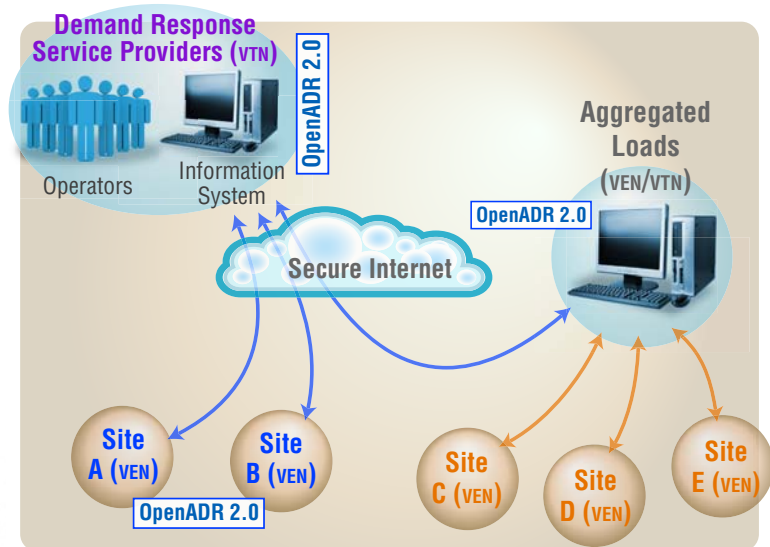 Demand Response
Service Providers (VTN)
OpenADR 2.0
Operators
Information
System
Aggregated
Loads
(VEN/VTN)
OpenADR 2.0
Secure Internet
Site
A (VEN)
Site
B (VEN)
OpenADR 2.0
Site
C (VEN)
Site
D (VEN)
Site
E (VEN)